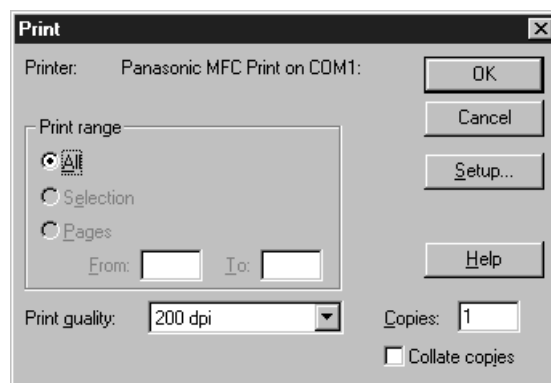 Print
Printer: Panasonic MFC Print on COM1:
OK
Cancel
Print range
All
Setup...
Selection
Pages
From: To:
Help
Print quality: 200 dpi
Copies: 1
Collate copies